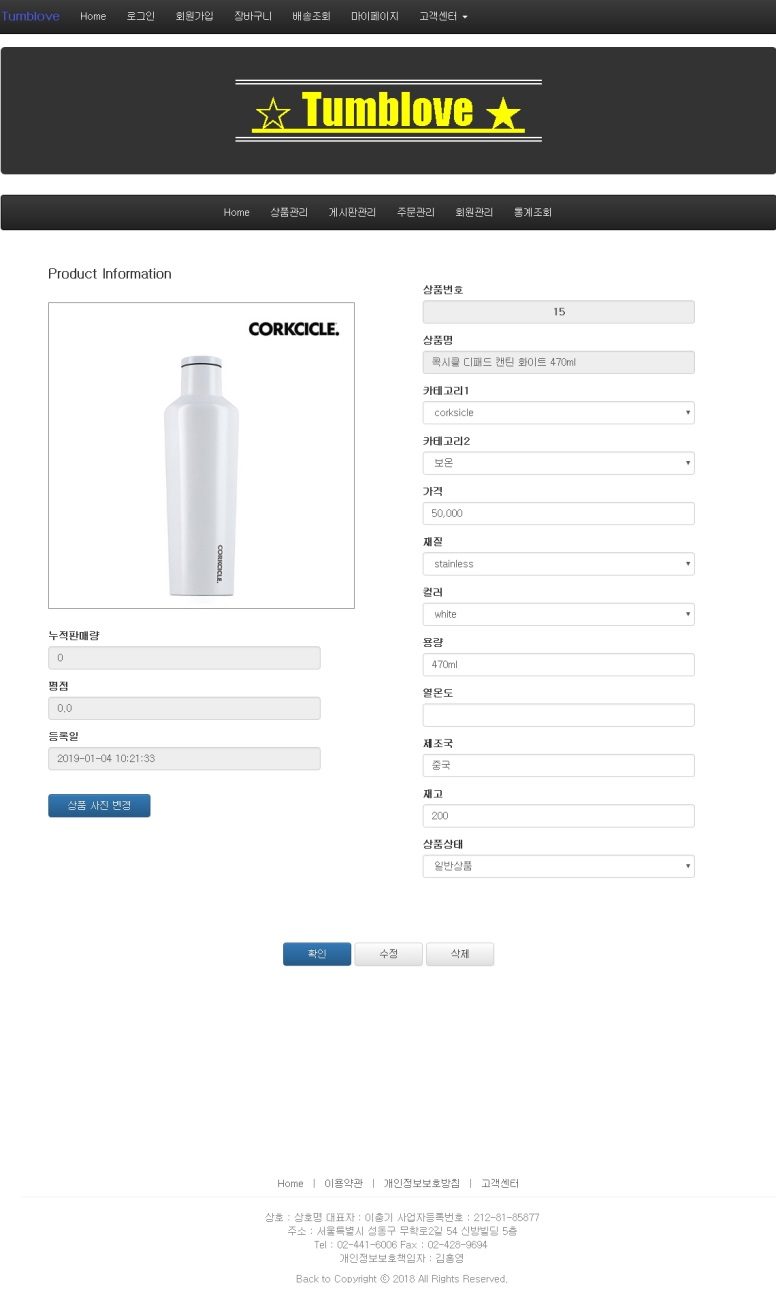 Tumblove Home 로그인 회원가입 장바구니 배송조회 마이페이지 고객센터
☆ Tumblove ★
Home 상품관리 게시판관리 주문관리 회원관리 통계조회
Product Information
CORKCICLE.
CORKCICLE.
누적판매량
0
평점
0.0
등록일
2019-01-04 10:21:33
상품 사진 변경
상품번호
15
상품명
콕시클 디패드 캔틴 화이트 470ml
카테고리1
corksicle
카테고리2
보온
가격
50,000
재질
stainless
컬러
white
용량
470ml
열온도
제조국
중국
재고
200
상품상태
일반상품
확인 수정 삭제
Home | 이용약관 | 개인정보보호방침 | 고객센터
상호 : 상호명 대표자 : 이충기 사업자등록번호 : 212-81-85877
주소 : 서울특별시 성동구 무학로2길 54 신방빌딩 5층
Tel : 02-441-6006 Fax : 02-428-9694
개인정보보호책임자 : 김홍영
Back to Copyright © 2018 All Rights Reserved.